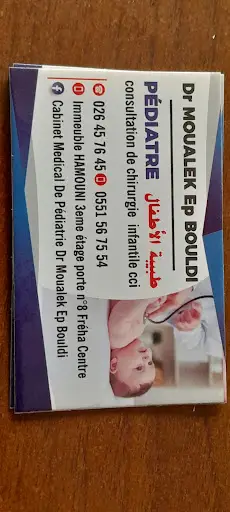 Dr MOUALEK Ep BOULDI
PÉDIATRE طبيبة الأطفال
consultation de chirurgie infantile cci
026 45 76 45 0551 56 75 54
Immeuble HAMOUNI 3eme étage porte n°8 Fréha Centre
Cabinet Medical De Pédiatrie Dr Moualek Ep Bouldi